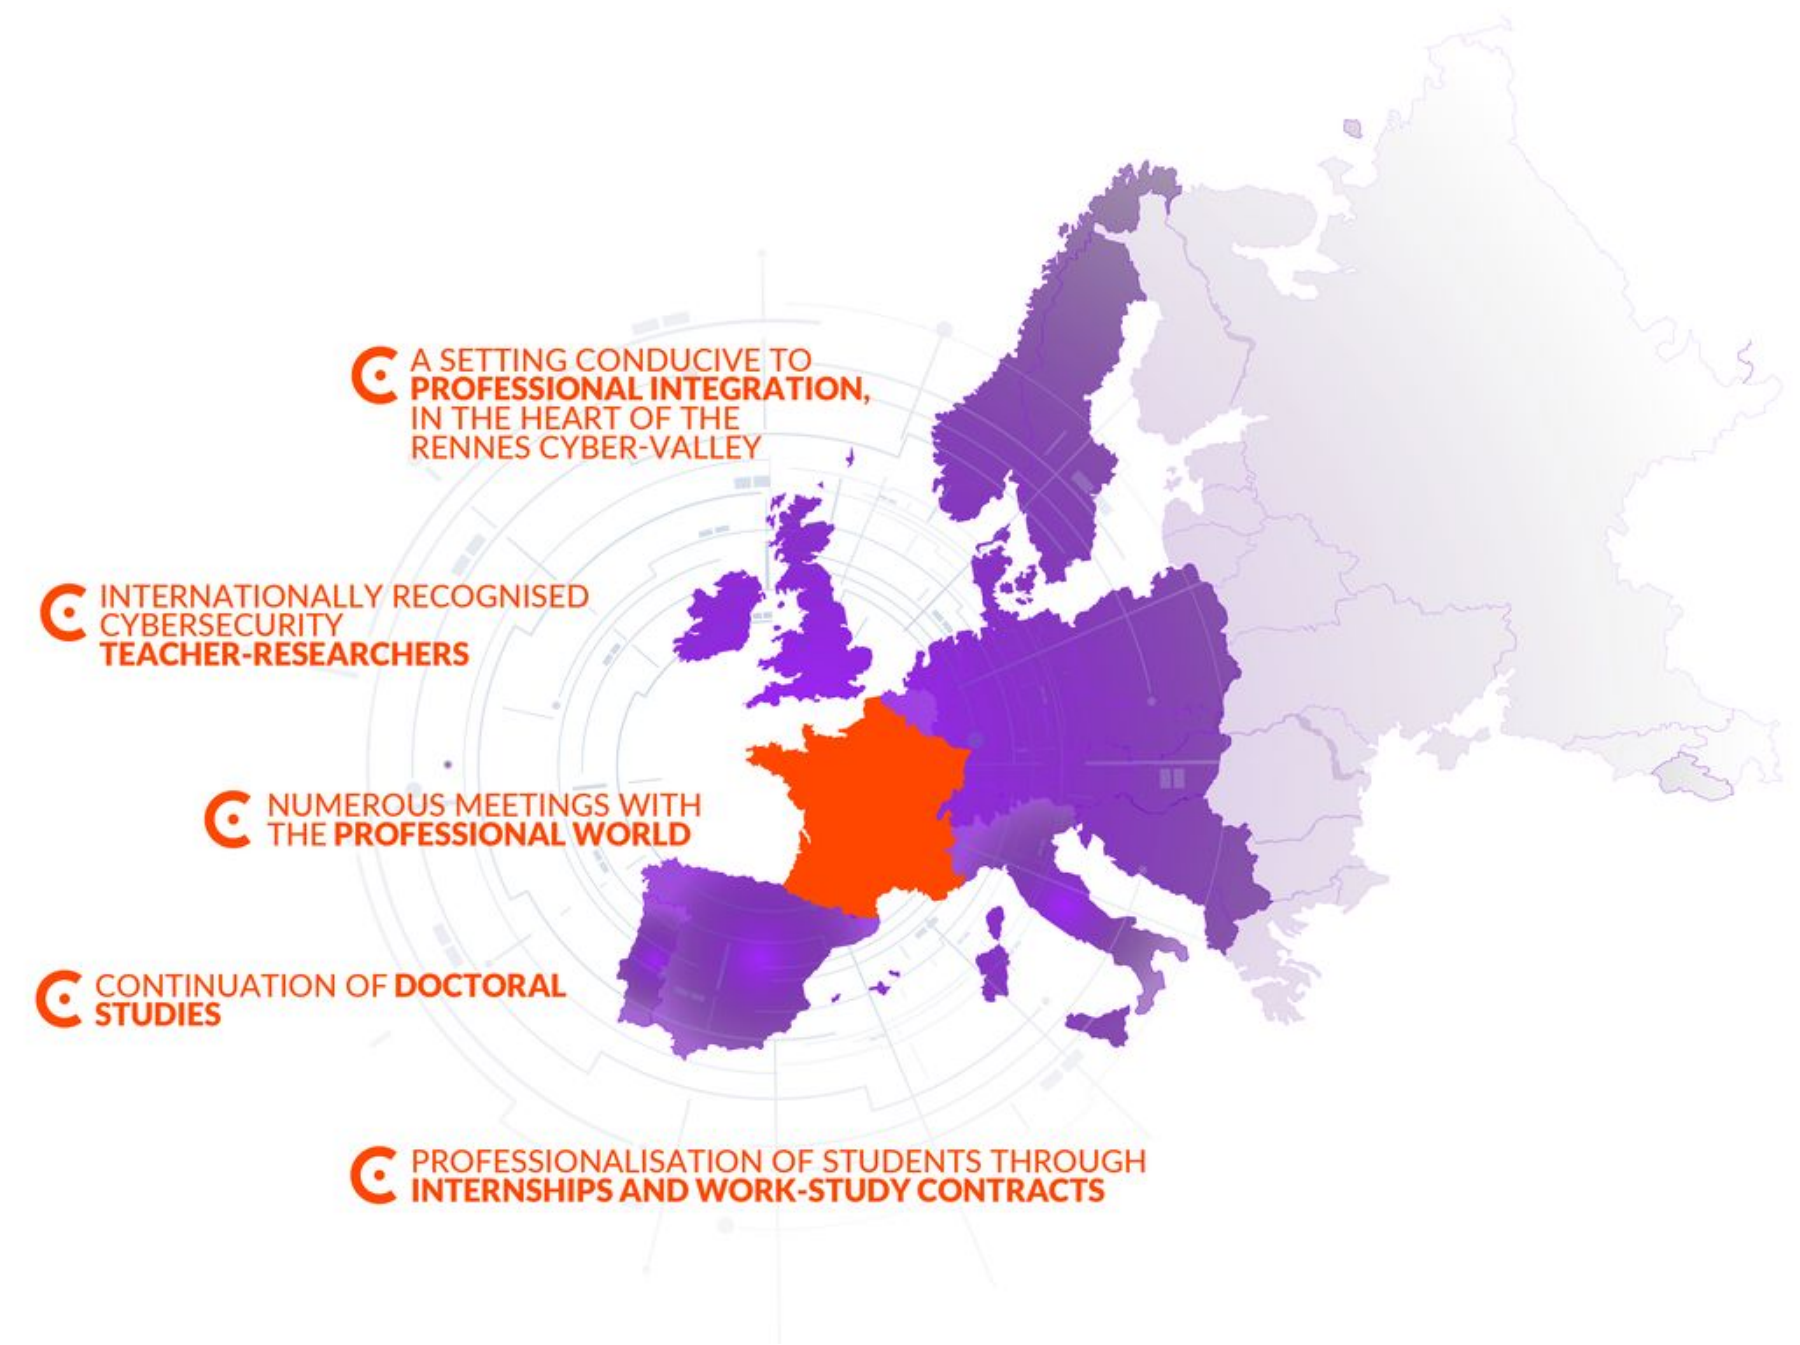 A SETTING CONDUCIVE TO
PROFESSIONAL INTEGRATION,
IN THE HEART OF THE
RENNES CYBER-VALLEY
INTERNATIONALLY RECOGNISED
CYBERSECURITY
TEACHER-RESEARCHERS
NUMEROUS MEETINGS WITH
THE PROFESSIONAL WORLD
CONTINUATION OF DOCTORAL
STUDIES
PROFESSIONALISATION OF STUDENTS THROUGH
INTERNSHIPS AND WORK-STUDY CONTRACTS